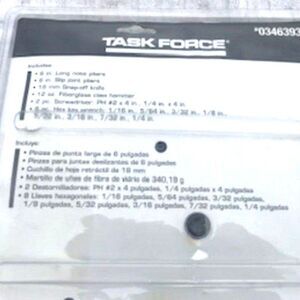 *0346393
TASK FORCE
Includes:
• 6 in. Long nose pliers
• 6 in. Slip joint pliers
• 18 mm Snap-off knife
• 12 oz. Fiberglass claw hammer
• 2 pc. Screwdriver: PH #2 x 4 in., 1/4 in. x 4 in.
• 8 pc. Hex key wrench, 1/16 in., 5/64 in., 3/32 in., 1/8 in.,
5/32 in., 3/16 in., 7/32 in., 1/4 in.
Incluye:
• Pinzas de punta larga de 6 pulgadas
• Pinzas para juntas deslizantes de 6 pulgadas
• Cuchillo de hoja retráctil de 18 mm
• Martillo de uñas de fibra de vidrio de 340,19 g
• 2 Destornilladores: PH #2 x 4 pulgadas, 1/4 pulgadas x 4 pulgadas
• 8 Llaves hexagonales: 1/16 pulgadas, 5/64 pulgadas, 3/32 pulgadas,
1/8 pulgadas, 5/32 pulgadas, 3/16 pulgadas, 7/32 pulgadas, 1/4 pulgadas